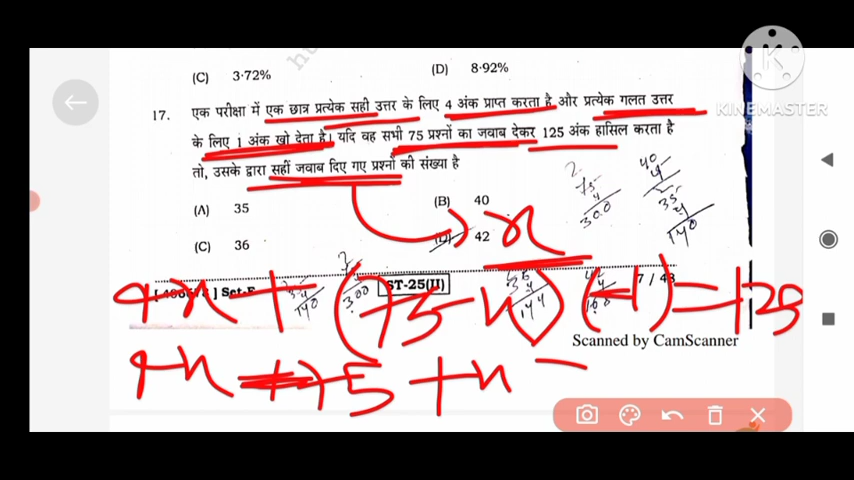 (C) 3·72% (D) 8·92%
KINEMASTER
17. एक परीक्षा में एक छात्र प्रत्येक सही उत्तर के लिए 4 अंक प्राप्त करता है और प्रत्येक गलत उत्तर
के लिए 1 अंक खो देता है। यदि वह सभी 75 प्रश्नों का जवाब देकर 125 अंक हासिल करता है
तो, उसके द्वारा सही जवाब दिए गए प्रश्नों की संख्या है
(A) 35 (B) 40
(C) 36 (D) 42
ST-25(II) 7 / 48
4x + (75 - x) (-1) = 125
Scanned by CamScanner
4x - 75 + x =